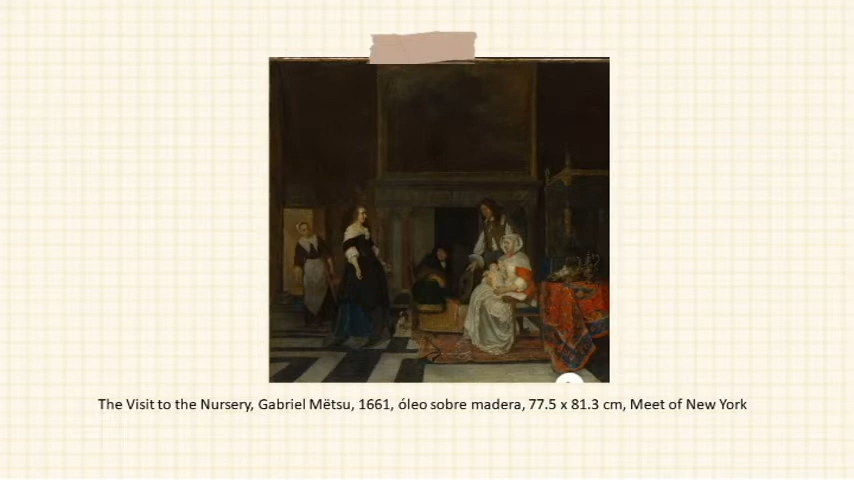 The Visit to the Nursery, Gabriel Mëtsu, 1661, óleo sobre madera, 77.5 x 81.3 cm, Meet of New York